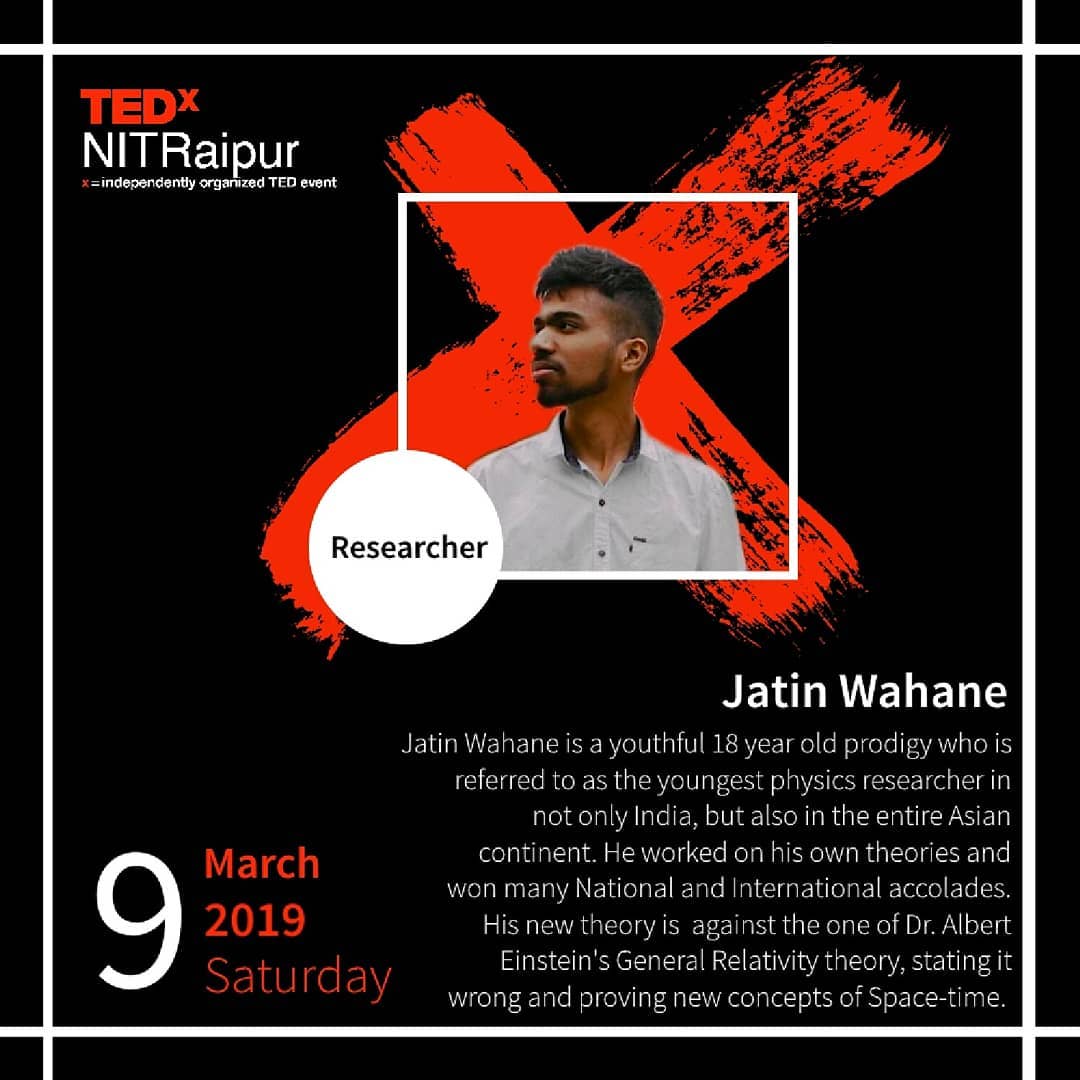 TEDx
NITRaipur
x=independently organized TED event
Researcher
Jatin Wahane
Jatin Wahane is a youthful 18 year old prodigy who is
referred to as the youngest physics researcher in
not only India, but also in the entire Asian
continent. He worked on his own theories and
won many National and International accolades.
His new theory is against the one of Dr. Albert
Einstein's General Relativity theory, stating it
wrong and proving new concepts of Space-time.
9
March
2019
Saturday